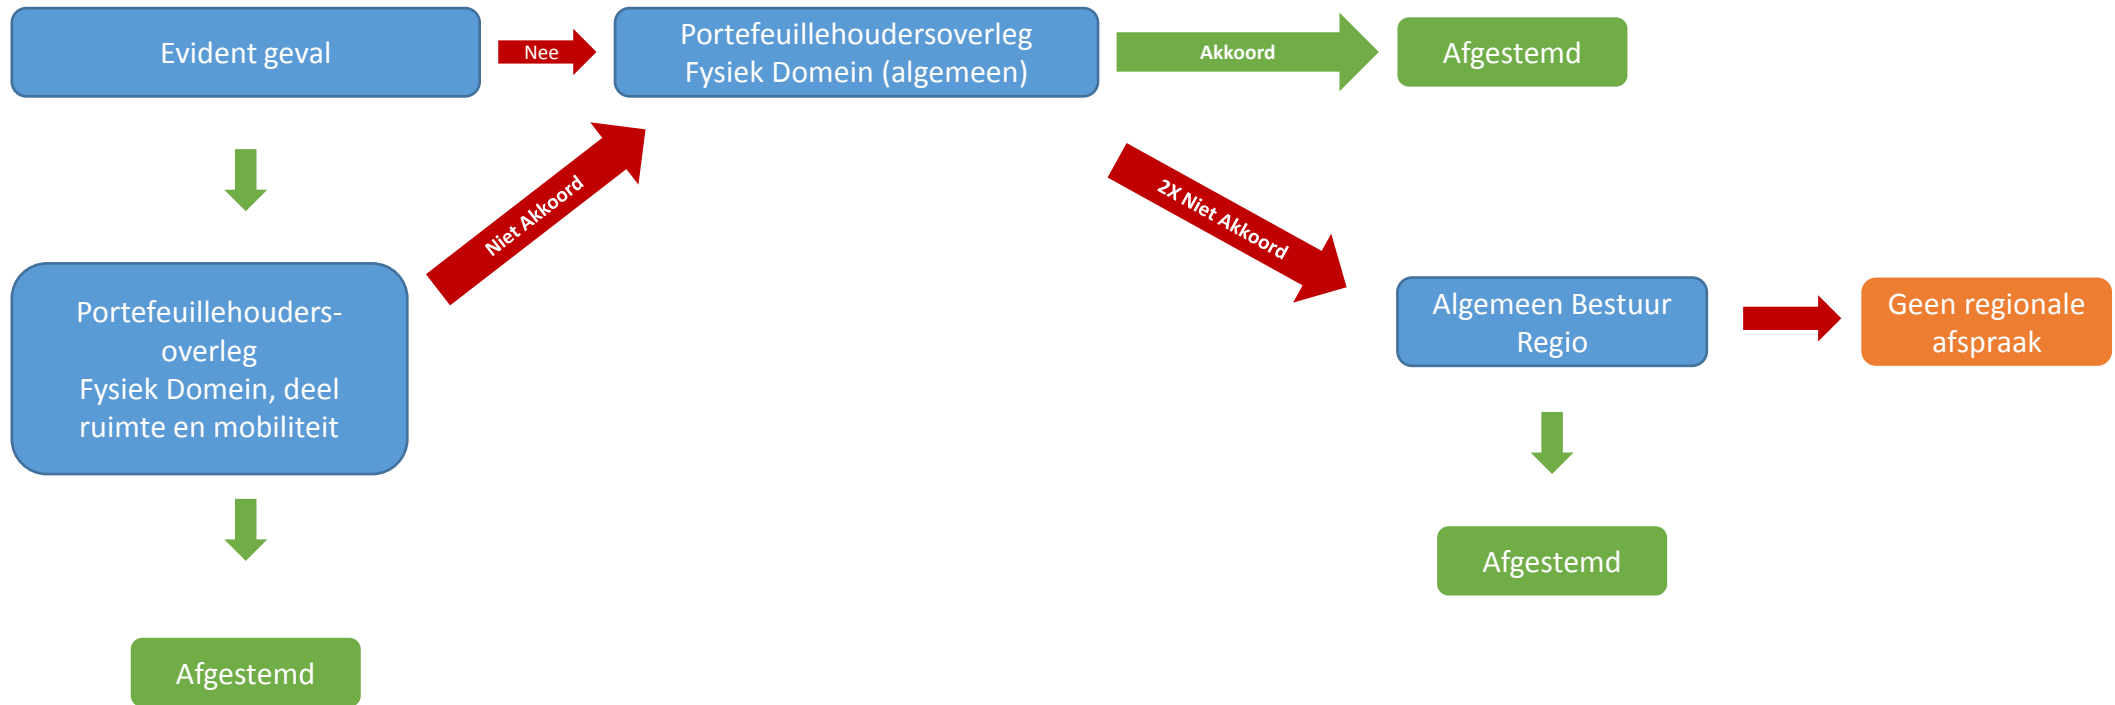 Evident geval
Nee
Portefeuillehoudersoverleg
Fysiek Domein (algemeen)
Akkoord
Afgestemd
Niet Akkoord
2X Niet Akkoord
Portefeuillehouders-
overleg
Fysiek Domein, deel
ruimte en mobiliteit
Algemeen Bestuur
Regio
Geen regionale
afspraak
Afgestemd
Afgestemd